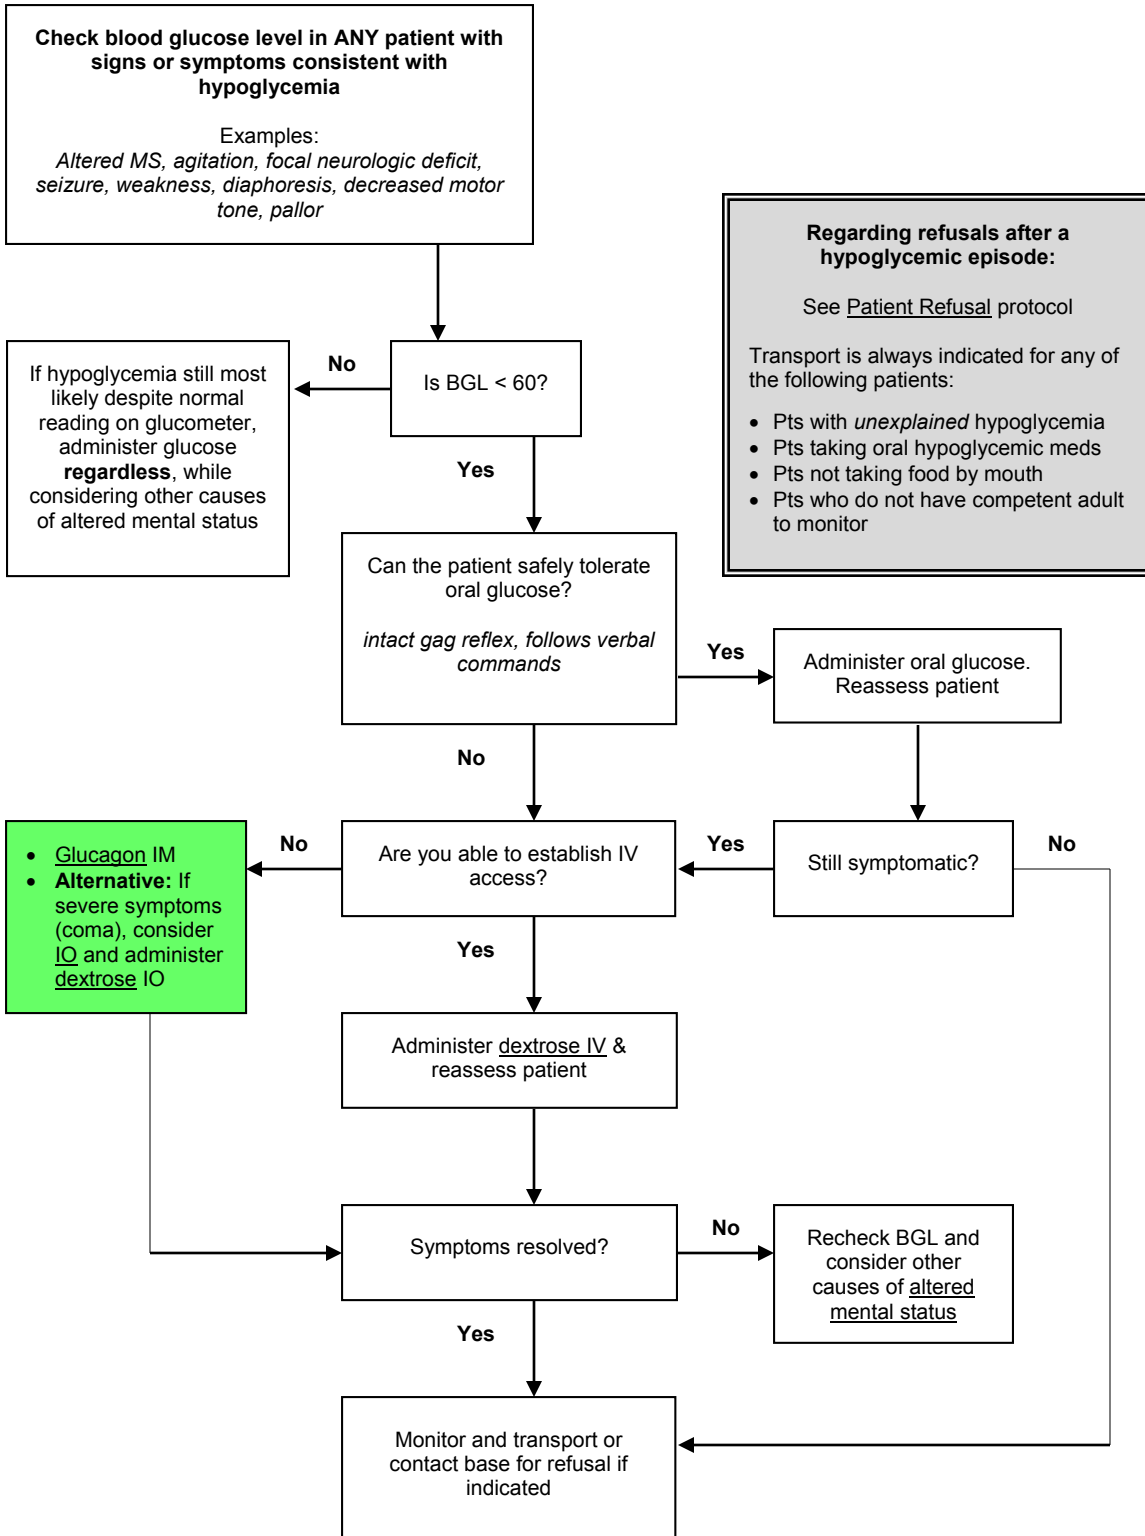 Check blood glucose level in ANY patient with
signs or symptoms consistent with
hypoglycemia
Examples:
Altered MS, agitation, focal neurologic deficit,
seizure, weakness, diaphoresis, decreased motor
tone, pallor
Regarding refusals after a
hypoglycemic episode:
See Patient Refusal protocol
Transport is always indicated for any of
the following patients:
• Pts with unexplained hypoglycemia
• Pts taking oral hypoglycemic meds
• Pts not taking food by mouth
• Pts who do not have competent adult
to monitor
If hypoglycemia still most
likely despite normal
reading on glucometer,
administer glucose
regardless, while
considering other causes
of altered mental status
No
Is BGL < 60?
Yes
Can the patient safely tolerate
oral glucose?
intact gag reflex, follows verbal
commands
Yes
Administer oral glucose.
Reassess patient
No
• Glucagon IM
• Alternative: If
severe symptoms
(coma), consider
IO and administer
dextrose IO
No
Are you able to establish IV
access?
Yes
Still symptomatic?
No
Yes
Administer dextrose IV &
reassess patient
Symptoms resolved?
No
Recheck BGL and
consider other
causes of altered
mental status
Yes
Monitor and transport or
contact base for refusal if
indicated